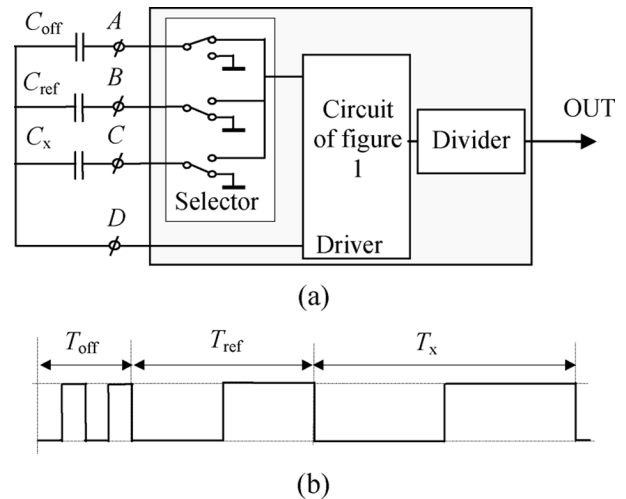 C_off A
C_ref B
C_x C
D
Selector
Circuit
of figure
1
Driver
Divider
OUT
(a)
T_off T_ref T_x
(b)